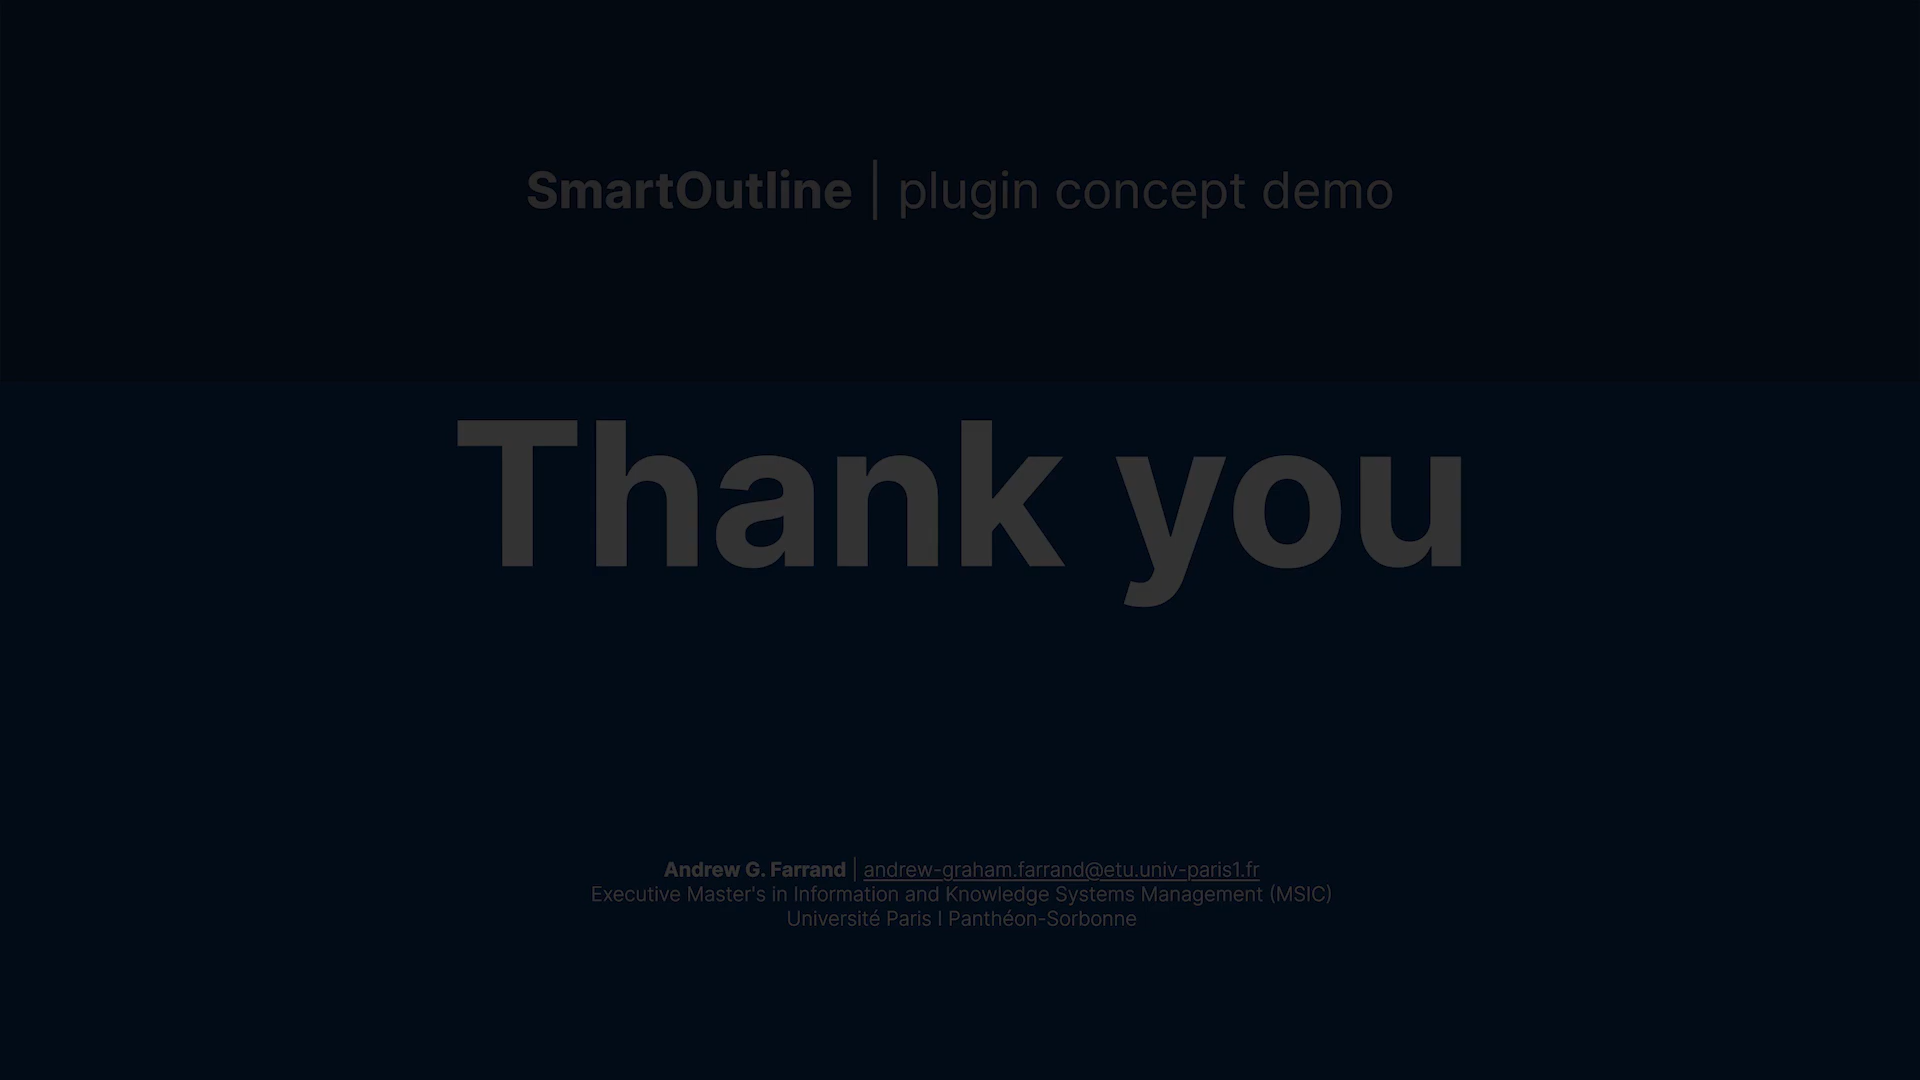 SmartOutline | plugin concept demo
Thank you
Andrew G. Farrand | andrew-graham.farrand@etu.univ-paris1.fr
Executive Master's in Information and Knowledge Systems Management (MSIC)
Université Paris I Panthéon-Sorbonne